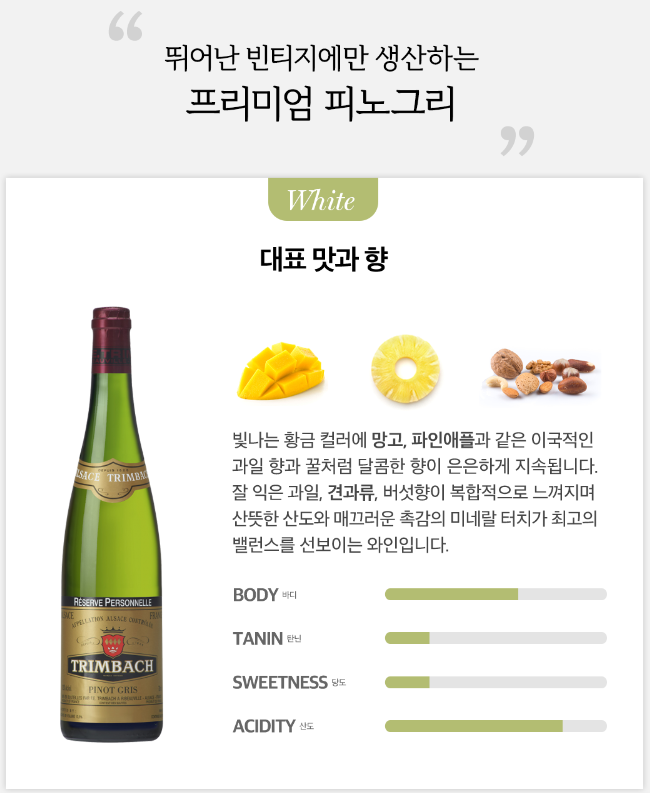 “
뛰어난 빈티지에만 생산하는
프리미엄 피노그리
”
White
대표 맛과 향
빛나는 황금 컬러에 망고, 파인애플과 같은 이국적인
과일 향과 꿀처럼 달콤한 향이 은은하게 지속됩니다.
잘 익은 과일, 견과류, 버섯향이 복합적으로 느껴지며
산뜻한 산도와 매끄러운 촉감의 미네랄 터치가 최고의
밸런스를 선보이는 와인입니다.
ALSACE TRIMBACH
RÉSERVE PERSONNELLE
APPELLATION ALSACE CONTRÔLÉE
TRIMBACH
PINOT GRIS
BODY 바디
TANIN 탄닌
SWEETNESS 당도
ACIDITY 산도